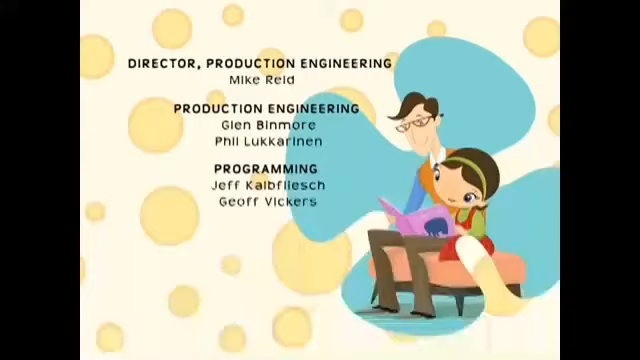 DIRECTOR, PRODUCTION ENGINEERING
Mike Reid
PRODUCTION ENGINEERING
Glen Binmore
Phil Lukkarinen
PROGRAMMING
Jeff Kalbfliesch
Geoff Vickers